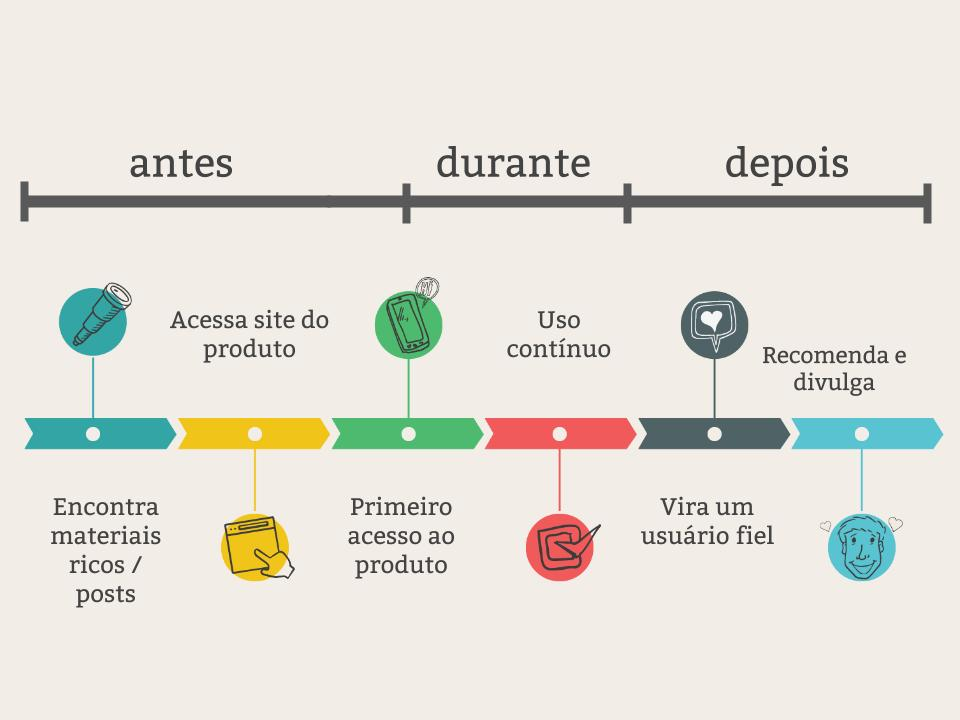 antes
durante
depois
Acessa site do
produto
Uso
contínuo
Recomenda e
divulga
Encontra
materiais
ricos /
posts
Primeiro
acesso ao
produto
Vira um
usuário fiel